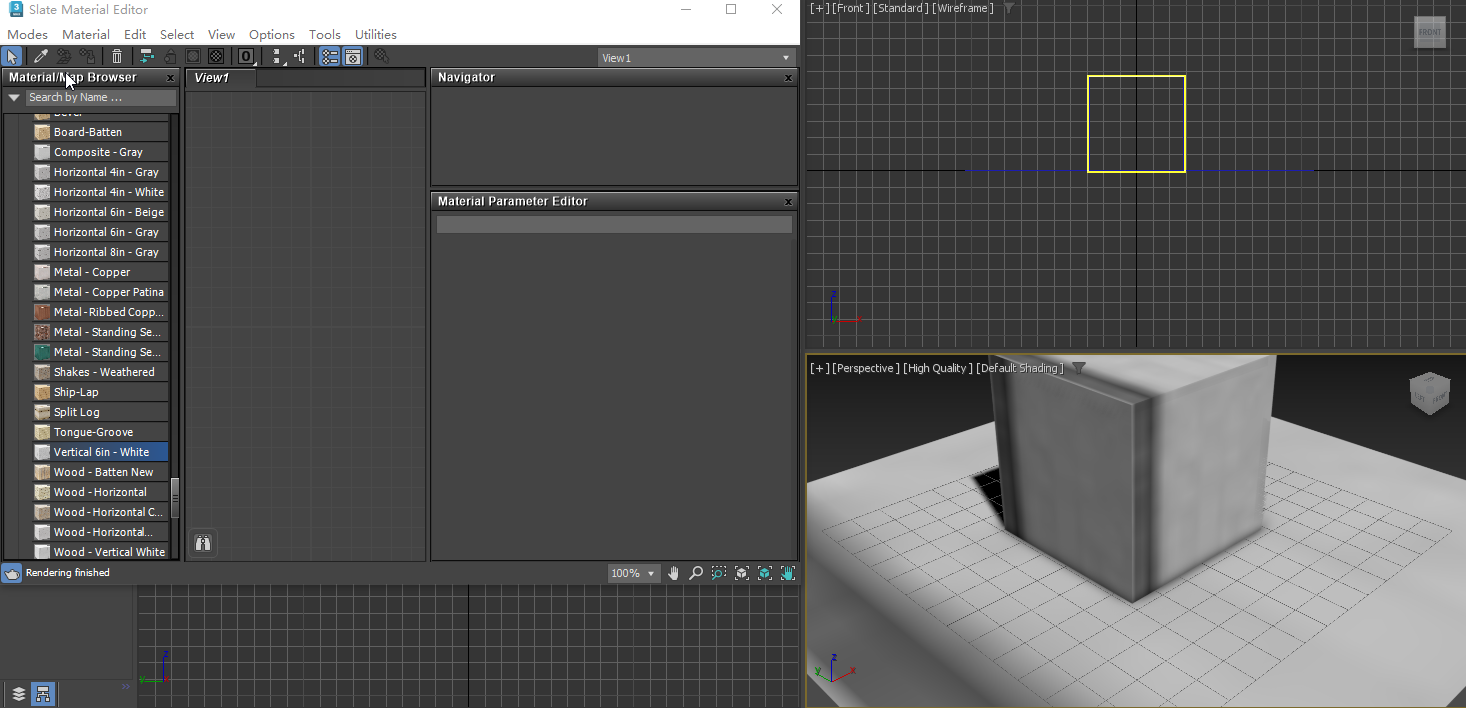 Slate Material Editor
Modes Material Edit Select View Options Tools Utilities
0
View1
Material/Map Browser x
Search by Name ...
Bevel
Board-Batten
Composite - Gray
Horizontal 4in - Gray
Horizontal 4in - White
Horizontal 6in - Beige
Horizontal 6in - Gray
Horizontal 8in - Gray
Metal - Copper
Metal - Copper Patina
Metal - Ribbed Copp...
Metal - Standing Se...
Metal - Standing Se...
Shakes - Weathered
Ship-Lap
Split Log
Tongue-Groove
Vertical 6in - White
Wood - Batten New
Wood - Horizontal
Wood - Horizontal C...
Wood - Horizontal...
Wood - Vertical White
View1
Navigator x
Material Parameter Editor x
Rendering finished
100%
z
y
»
[+] [Front ] [Standard ] [Wireframe ]
FRONT
z
y
x
[+] [Perspective ] [High Quality ] [Default Shading ]
FRONT
z
y
x